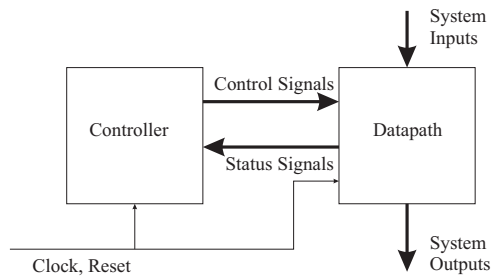 System
Inputs
Control Signals
Controller
Datapath
Status Signals
Clock, Reset
System
Outputs